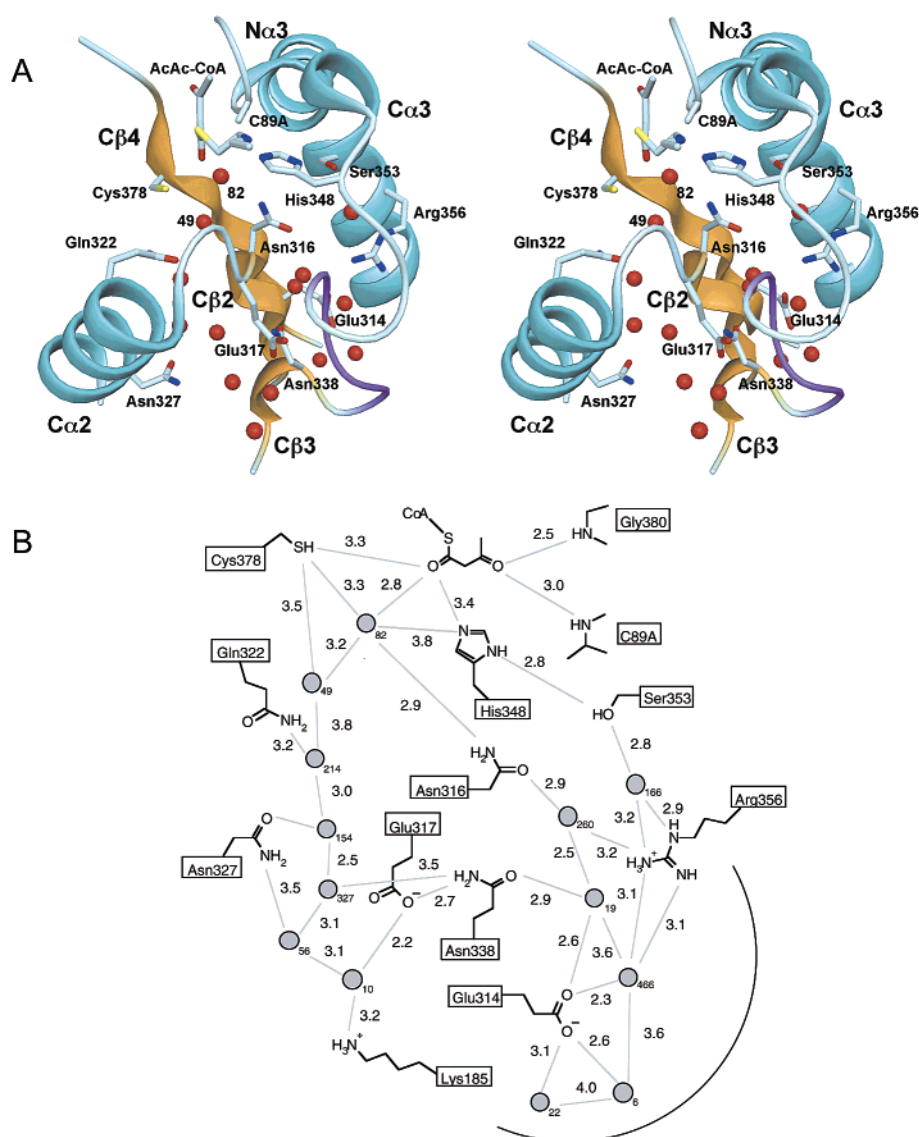 A
Nα3
AcAc-CoA
C89A
Cα3
Cβ4
Ser353
Cys378
82
His348
Arg356
49
Gln322
Asn316
Cβ2
Glu314
Glu317
Asn338
Asn327
Cα2
Cβ3
Nα3
AcAc-CoA
C89A
Cα3
Cβ4
Ser353
Cys378
82
His348
Arg356
49
Gln322
Asn316
Cβ2
Glu314
Glu317
Asn338
Asn327
Cα2
Cβ3
B
CoA
S
2.5
HN
Gly380
Cys378
SH
3.3
O
O
3.3
2.8
3.0
3.5
3.4
HN
C89A
82
3.2
3.8
N
NH
2.8
Gln322
49
2.9
His348
Ser353
HO
O
NH2
3.8
3.2
H2N
O
2.8
214
Asn316
2.9
166
3.0
2.9
Arg356
260
3.2
H
N
O
154
Glu317
3.2
H3N+
NH
Asn327
NH2
2.5
2.5
3.5
H2N
O
3.1
3.5
327
O
O−
2.7
2.9
19
3.1
3.1
56
3.1
2.2
Asn338
2.6
3.6
10
Glu314
O
2.3
466
3.2
O−
3.6
H3N+
3.1
2.6
Lys185
4.0
22
6